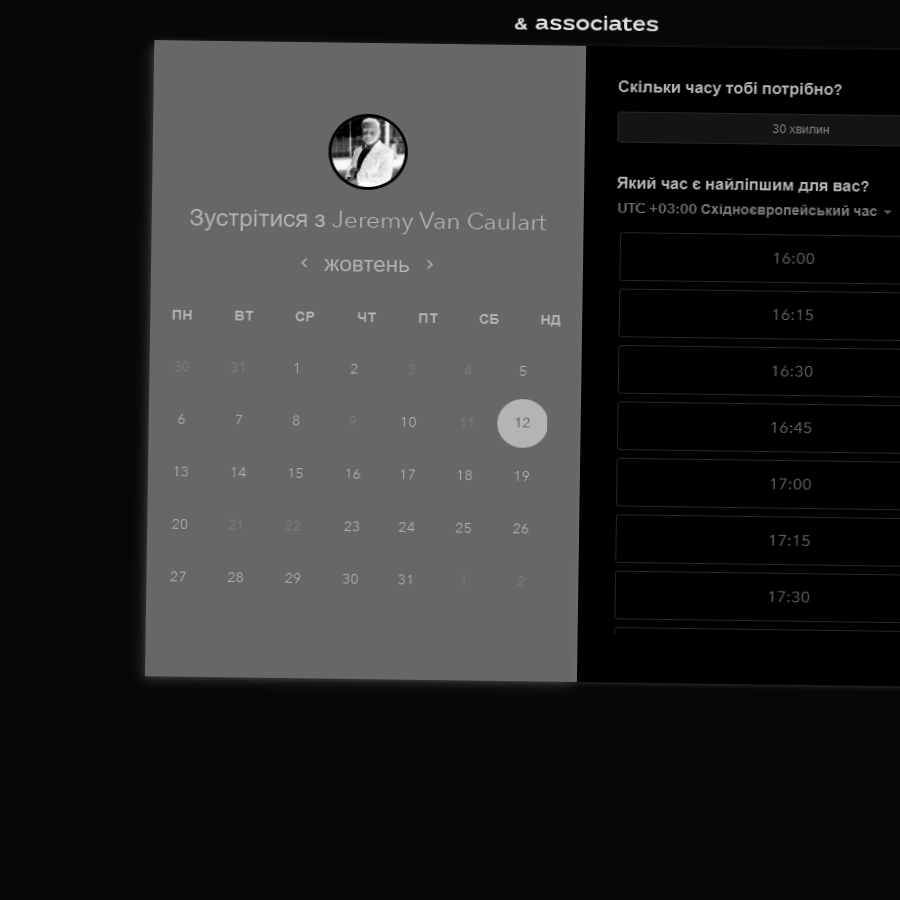 & associates
Зустрітися з Jeremy Van Caulart
жовтень
ПН ВТ СР ЧТ ПТ СБ НД
30 31 1 2 3 4 5
6 7 8 9 10 11 12
13 14 15 16 17 18 19
20 21 22 23 24 25 26
27 28 29 30 31 1 2
Скільки часу тобі потрібно?
30 хвилин
Який час є найліпшим для вас?
UTC +03:00 Східноєвропейський час
16:00
16:15
16:30
16:45
17:00
17:15
17:30